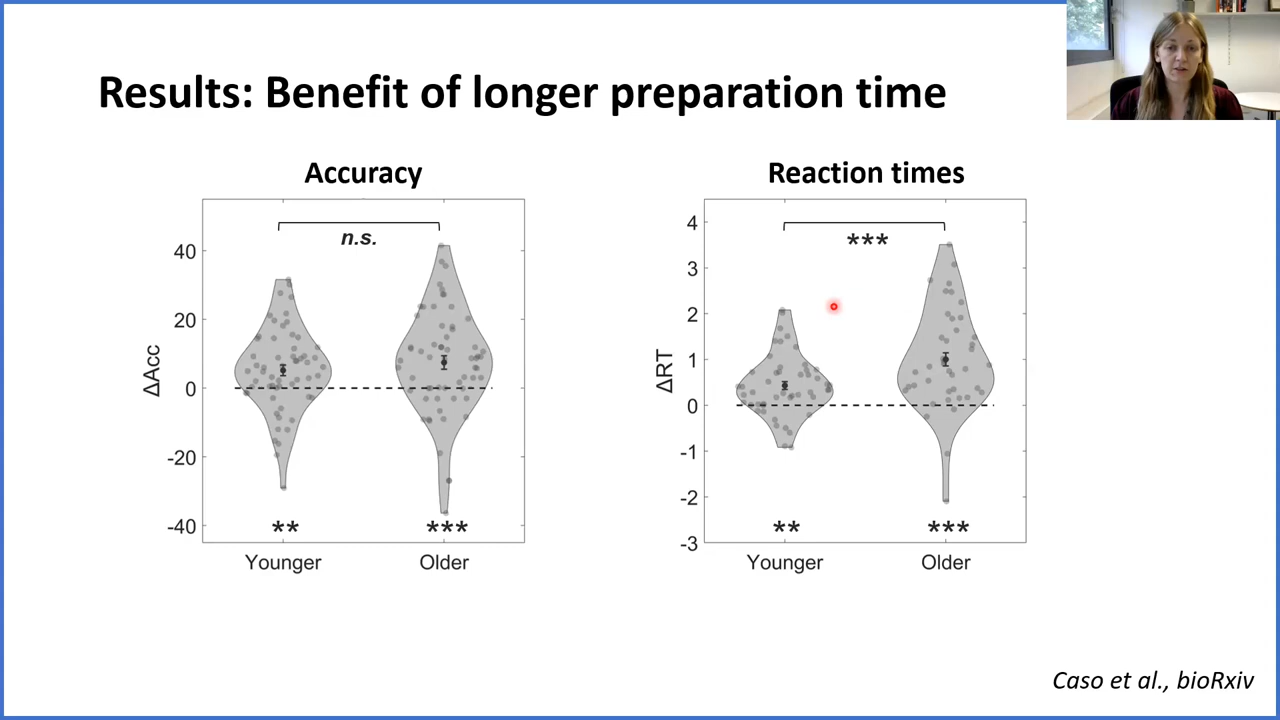 Results: Benefit of longer preparation time
Accuracy
ΔAcc
40
20
0
-20
-40
n.s.
**
***
Younger
Older
Reaction times
ΔRT
4
3
2
1
0
-1
-2
-3
***
**
***
Younger
Older
Caso et al., bioRxiv